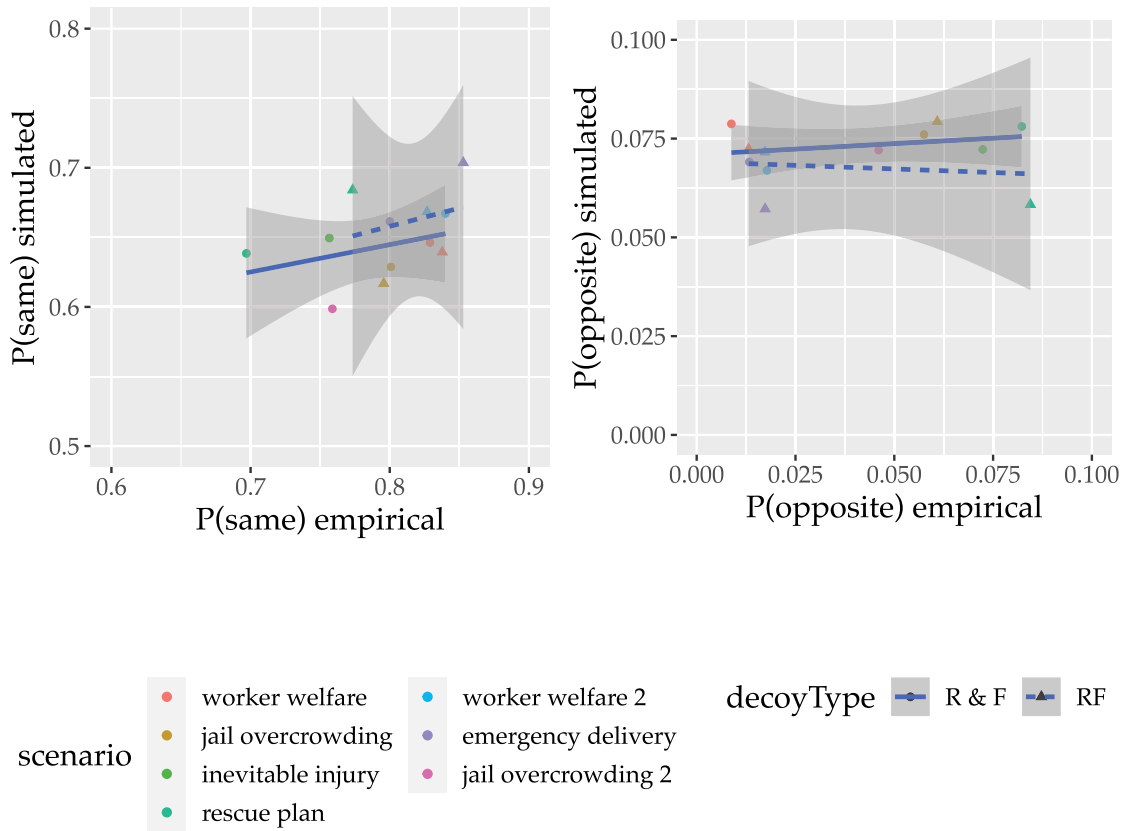 0.8
0.7
0.6
0.5
P(same) simulated
0.6 0.7 0.8 0.9
P(same) empirical
0.100
0.075
0.050
0.025
0.000
P(opposite) simulated
0.000 0.025 0.050 0.075 0.100
P(opposite) empirical
scenario
worker welfare
jail overcrowding
inevitable injury
rescue plan
worker welfare 2
emergency delivery
jail overcrowding 2
decoyType R & F RF